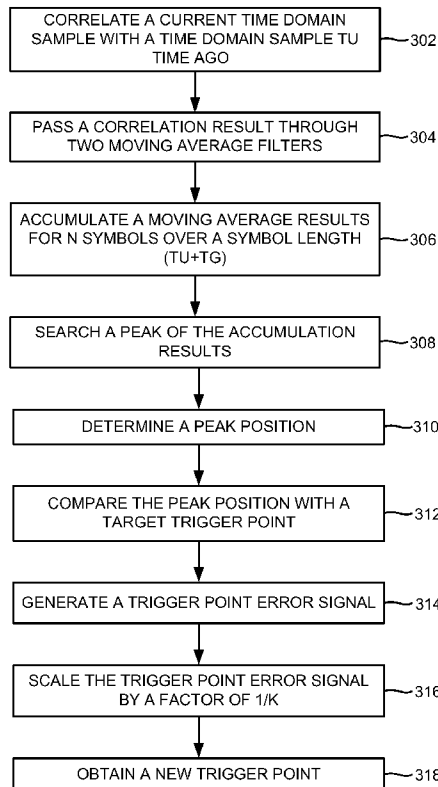 CORRELATE A CURRENT TIME DOMAIN
SAMPLE WITH A TIME DOMAIN SAMPLE TU
TIME AGO
302
PASS A CORRELATION RESULT THROUGH
TWO MOVING AVERAGE FILTERS
304
ACCUMULATE A MOVING AVERAGE RESULTS
FOR N SYMBOLS OVER A SYMBOL LENGTH
(TU+TG)
306
SEARCH A PEAK OF THE ACCUMULATION
RESULTS
308
DETERMINE A PEAK POSITION
310
COMPARE THE PEAK POSITION WITH A
TARGET TRIGGER POINT
312
GENERATE A TRIGGER POINT ERROR SIGNAL
314
SCALE THE TRIGGER POINT ERROR SIGNAL
BY A FACTOR OF 1/K
316
OBTAIN A NEW TRIGGER POINT
318